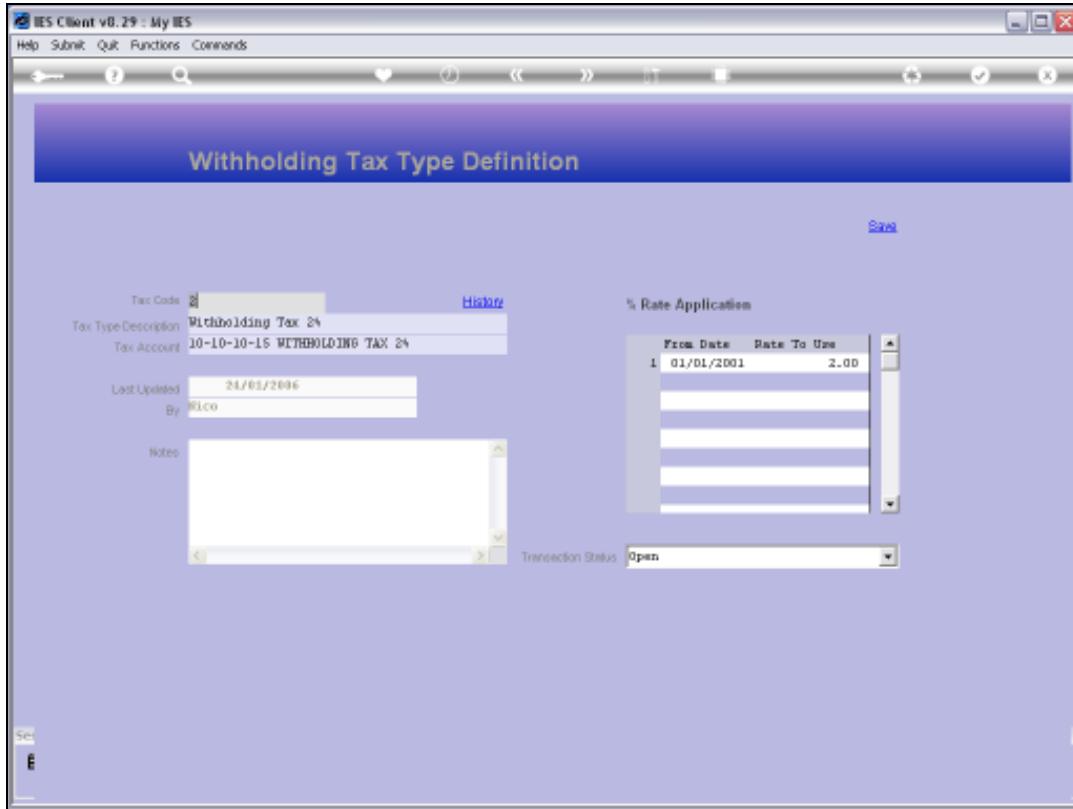 IES Client v8.29 : My IES
Help Submit Quit Functions Commands
Withholding Tax Type Definition
Save
Tax Code 2 History
% Rate Application
Tax Type Description Withholding Tax 2%
Tax Account 10-10-10-15 WITHHOLDING TAX 2%
From Date Rate To Use
1 01/01/2001 2.00
Last Updated 24/01/2006
By Nico
Notes
Transaction Status Open